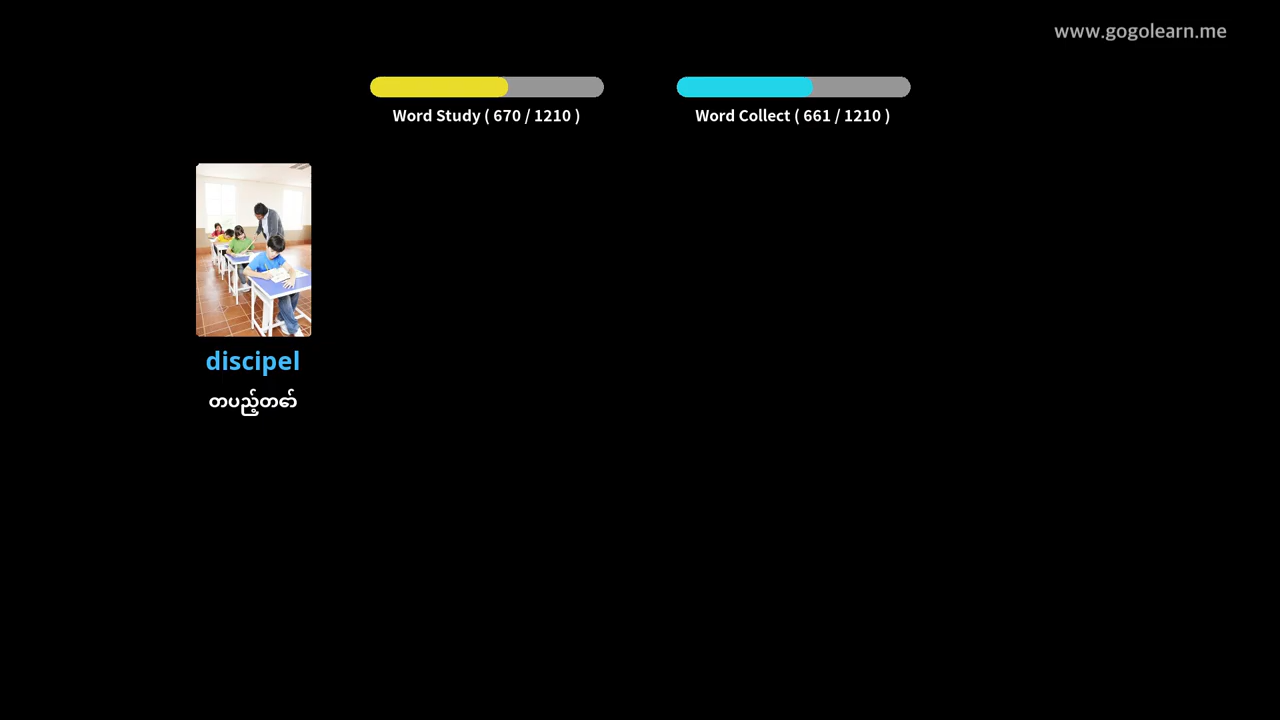 www.gogolearn.me
Word Study ( 670 / 1210 )
Word Collect ( 661 / 1210 )
discipel
တပည့်တော်